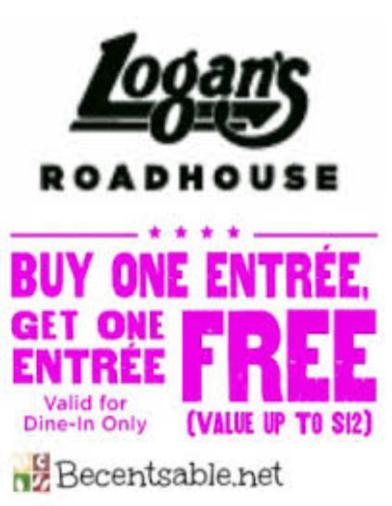 Logan's
ROADHOUSE
BUY ONE ENTRÉE,
GET ONE
ENTRÉE
FREE
Valid for
Dine-In Only
(VALUE UP TO $12)
Becentsable.net